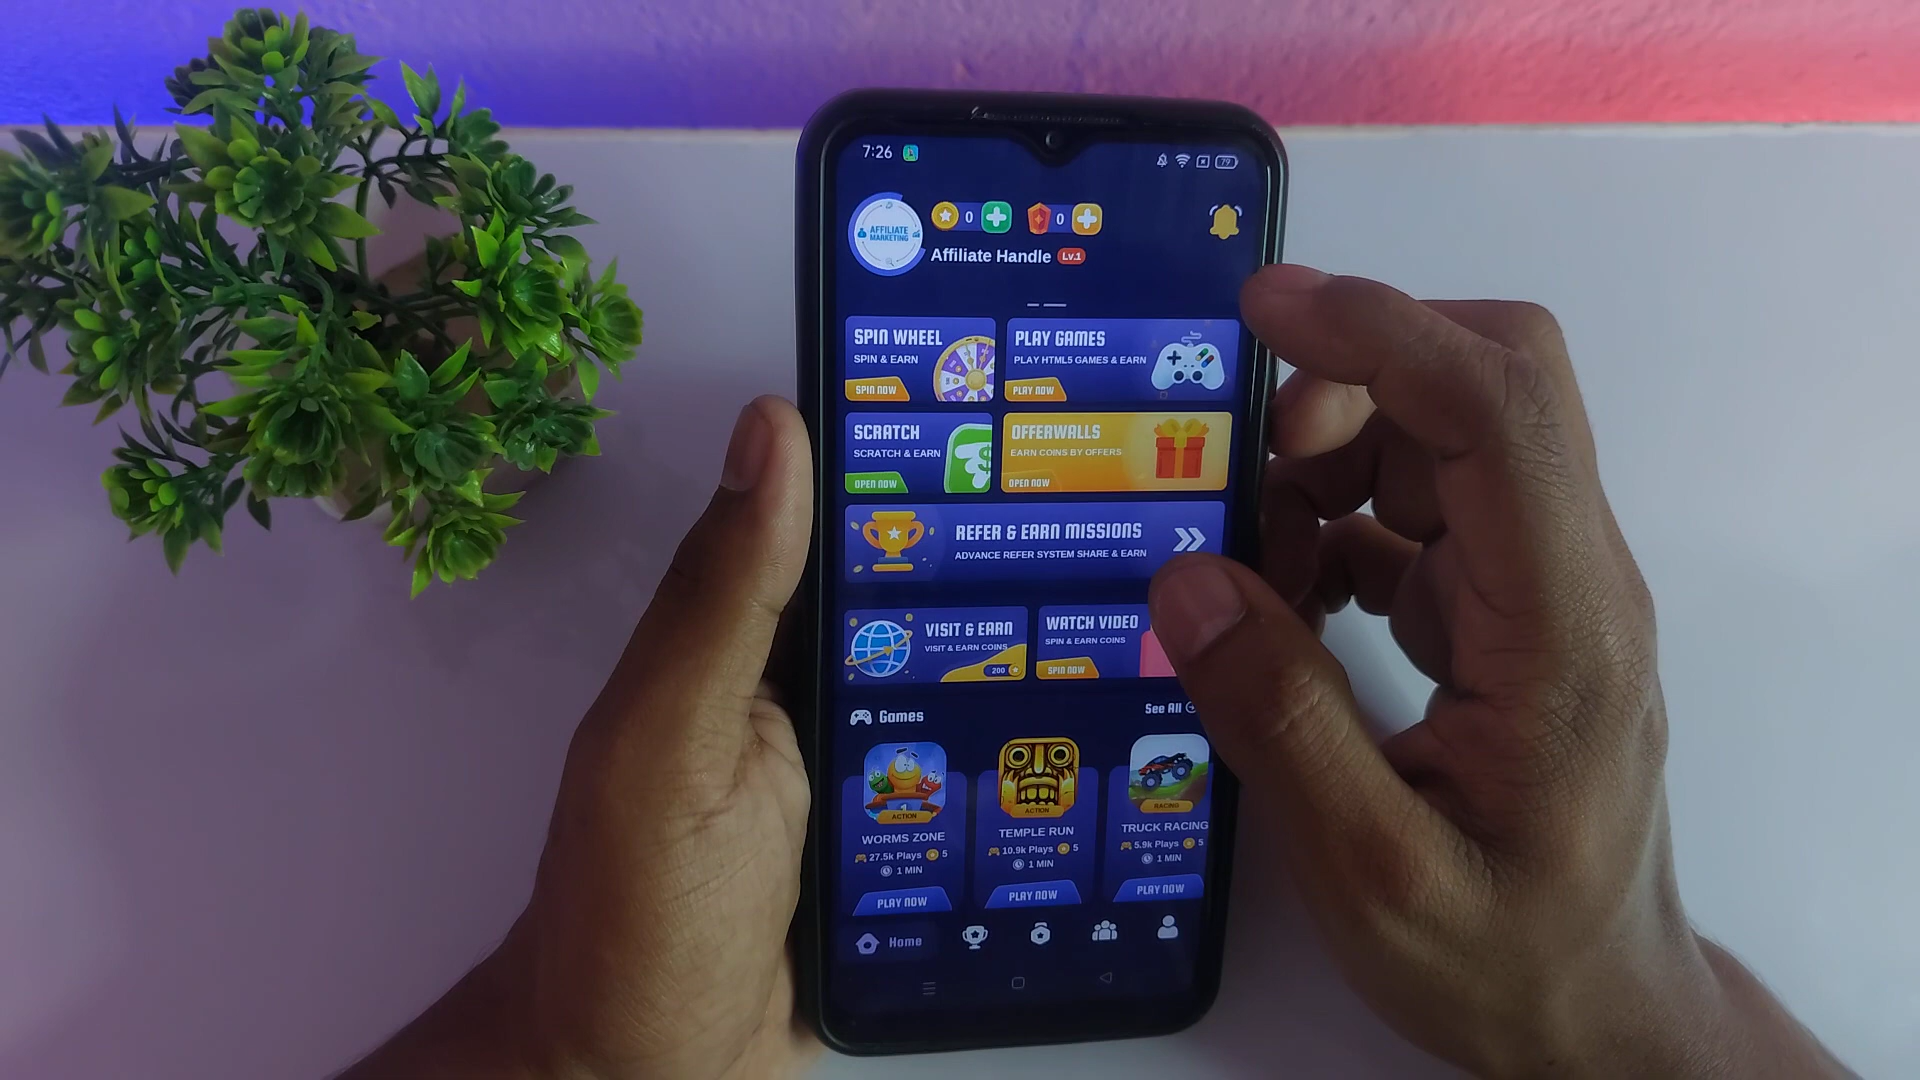 7:26
79
AFFILIATE
MARKETING
0
0
Affiliate Handle Lv.1
SPIN WHEEL
SPIN & EARN
SPIN NOW
PLAY GAMES
PLAY HTML5 GAMES & EARN
PLAY NOW
SCRATCH
SCRATCH & EARN
OPEN NOW
OFFERWALLS
EARN COINS BY OFFERS
OPEN NOW
REFER & EARN MISSIONS
ADVANCE REFER SYSTEM SHARE & EARN
VISIT & EARN
VISIT & EARN COINS
200
WATCH VIDEO
SPIN & EARN COINS
SPIN NOW
Games
See All
ACTION
WORMS ZONE
27.5k Plays 5
1 MIN
PLAY NOW
ACTION
TEMPLE RUN
10.9k Plays 5
1 MIN
PLAY NOW
RACING
TRUCK RACING
5.9k Plays 5
1 MIN
PLAY NOW
Home